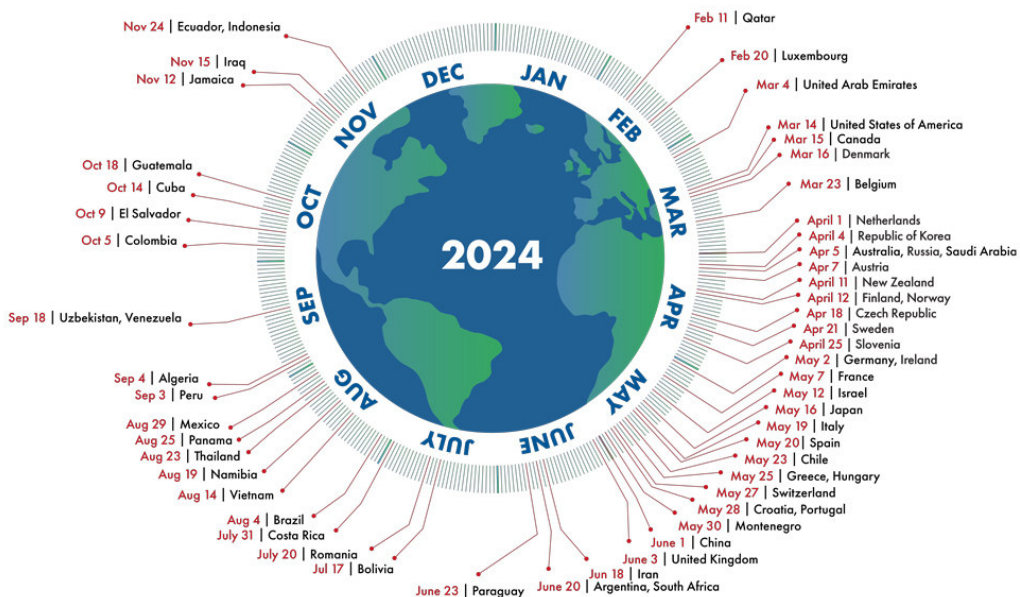 Feb 11 | Qatar
Feb 20 | Luxembourg
Mar 4 | United Arab Emirates
Mar 14 | United States of America
Mar 15 | Canada
Mar 16 | Denmark
Mar 23 | Belgium
April 1 | Netherlands
April 4 | Republic of Korea
Apr 5 | Australia, Russia, Saudi Arabia
Apr 7 | Austria
April 11 | New Zealand
April 12 | Finland, Norway
Apr 18 | Czech Republic
Apr 21 | Sweden
April 25 | Slovenia
May 2 | Germany, Ireland
May 7 | France
May 12 | Israel
May 16 | Japan
May 19 | Italy
May 20 | Spain
May 23 | Chile
May 25 | Greece, Hungary
May 27 | Switzerland
May 28 | Croatia, Portugal
May 30 | Montenegro
June 1 | China
June 3 | United Kingdom
Jun 18 | Iran
June 20 | Argentina, South Africa
June 23 | Paraguay
Jul 17 | Bolivia
July 20 | Romania
July 31 | Costa Rica
Aug 4 | Brazil
Aug 14 | Vietnam
Aug 19 | Namibia
Aug 23 | Thailand
Aug 25 | Panama
Aug 29 | Mexico
Sep 3 | Peru
Sep 4 | Algeria
Sep 18 | Uzbekistan, Venezuela
Oct 5 | Colombia
Oct 9 | El Salvador
Oct 14 | Cuba
Oct 18 | Guatemala
Nov 12 | Jamaica
Nov 15 | Iraq
Nov 24 | Ecuador, Indonesia
JAN
FEB
MAR
APR
MAY
JUNE
JULY
AUG
SEP
OCT
NOV
DEC
2024